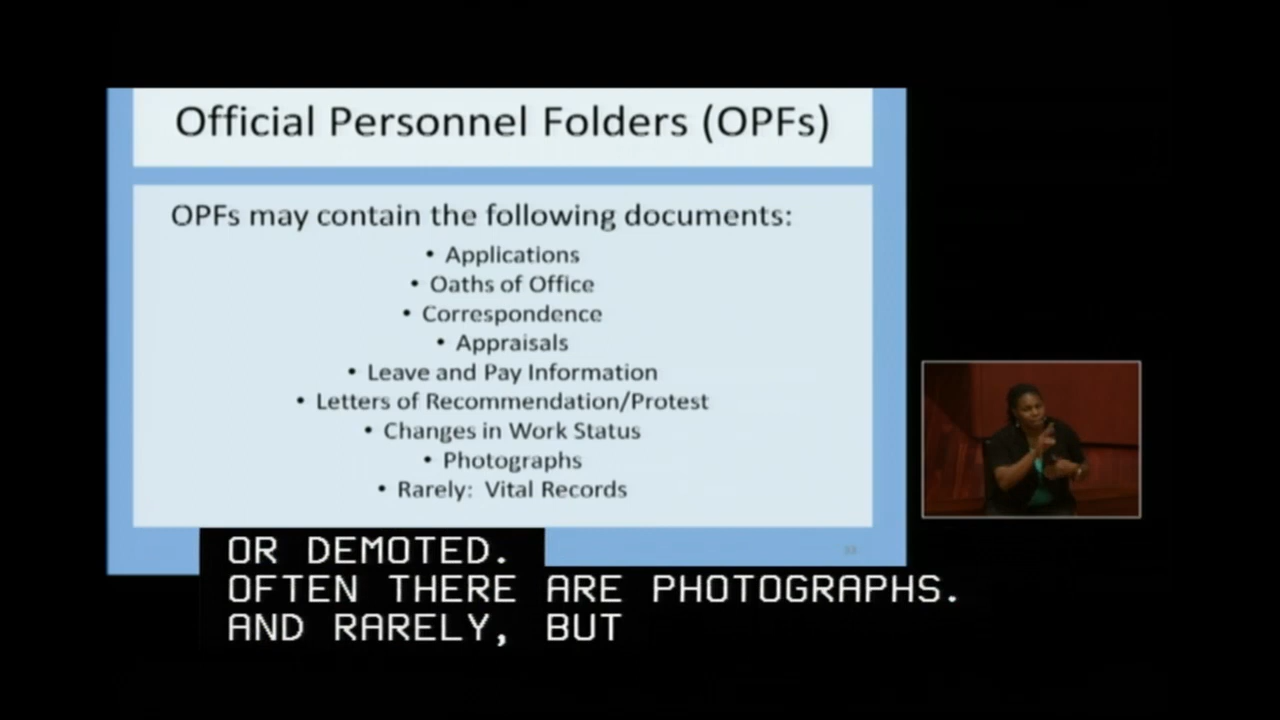 Official Personnel Folders (OPFs)
OPFs may contain the following documents:
• Applications
• Oaths of Office
• Correspondence
• Appraisals
• Leave and Pay Information
• Letters of Recommendation/Protest
• Changes in Work Status
• Photographs
• Rarely: Vital Records
OR DEMOTED.
OFTEN THERE ARE PHOTOGRAPHS.
AND RARELY, BUT